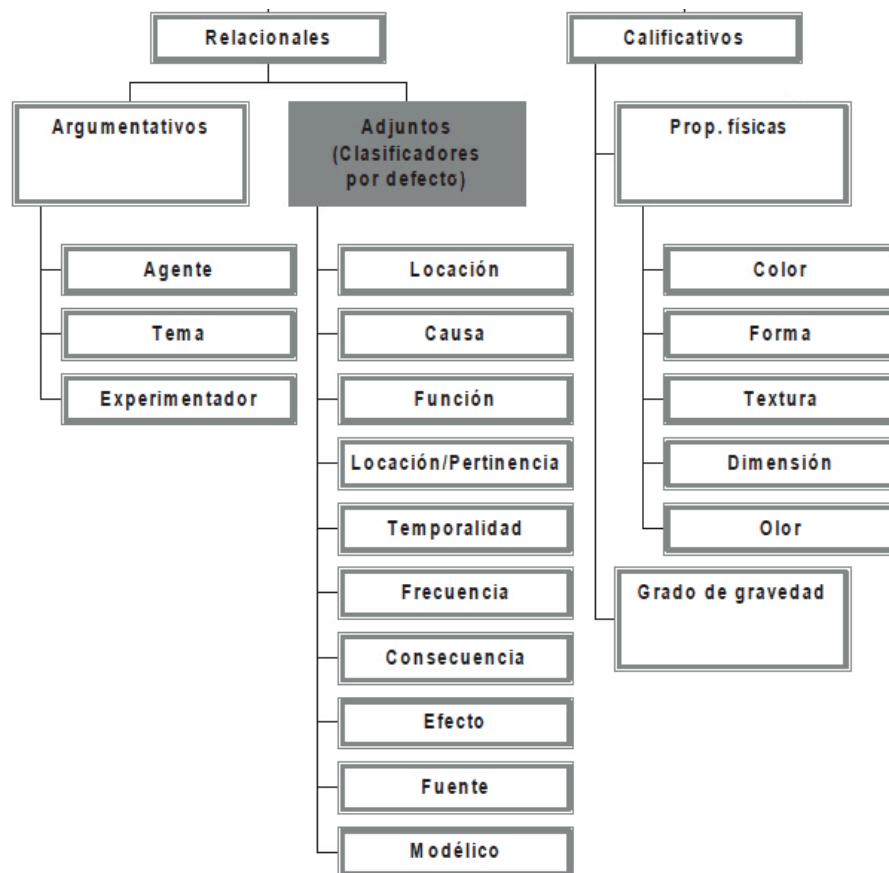 Relacionales
Calificativos
Argumentativos
Adjuntos
(Clasificadores
por defecto)
Prop. físicas
Agente
Tema
Experimentador
Locación
Causa
Función
Locación/Pertinencia
Temporalidad
Frecuencia
Consecuencia
Efecto
Fuente
Modélico
Color
Forma
Textura
Dimensión
Olor
Grado de gravedad